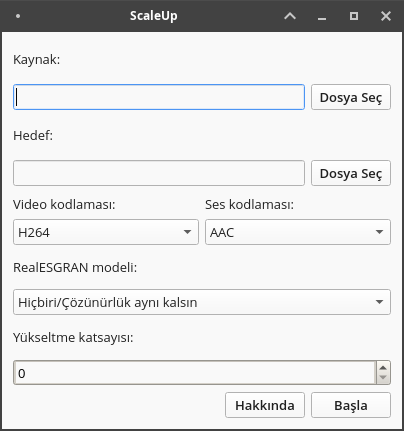 ScaleUp
Kaynak:
Dosya Seç
Hedef:
Dosya Seç
Video kodlaması: Ses kodlaması:
H264 AAC
RealESGRAN modeli:
Hiçbiri/Çözünürlük aynı kalsın
Yükseltme katsayısı:
0
Hakkında Başla